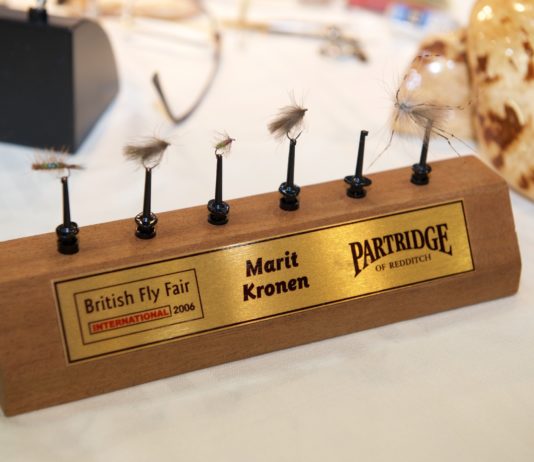 British Fly Fair
INTERNATIONAL 2006
Marit
Kronen
PARTRIDGE
OF REDDITCH